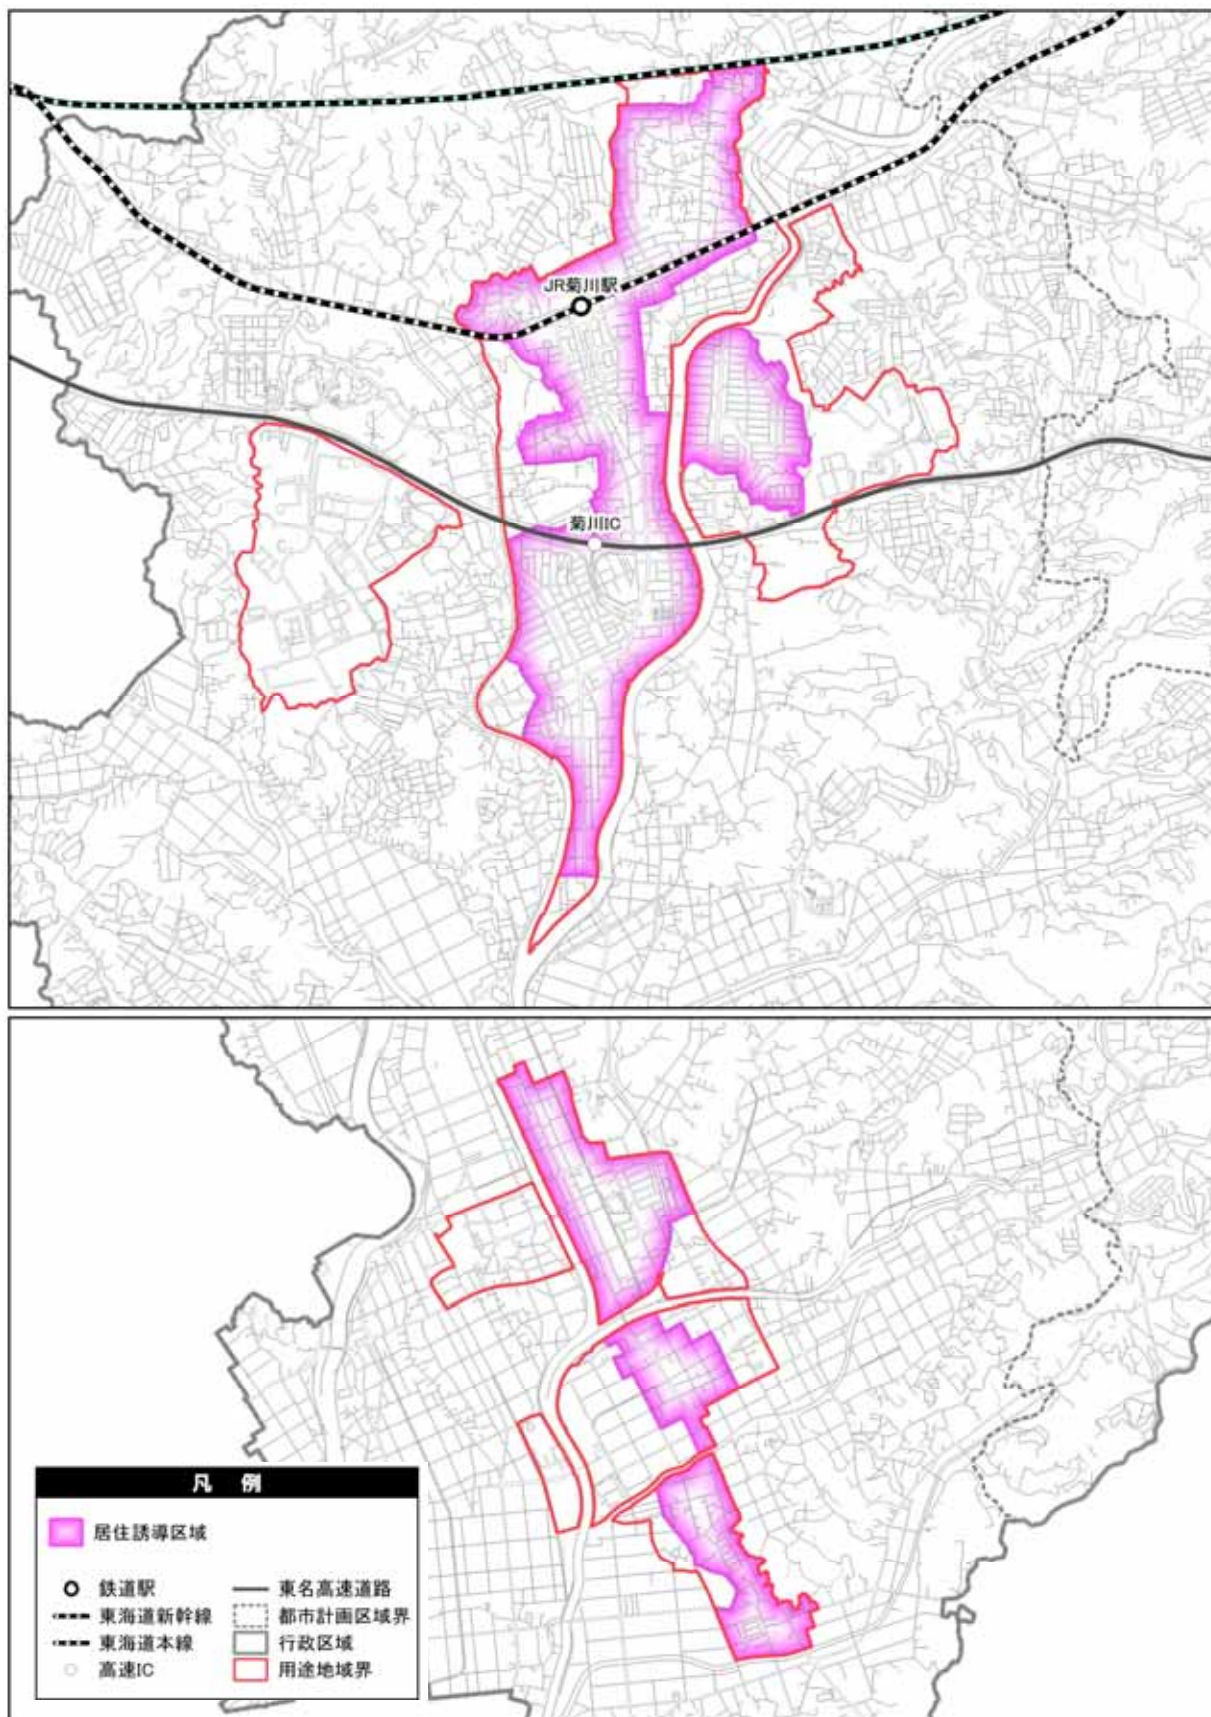 JR菊川駅
菊川IC
凡 例
居住誘導区域
鉄道駅
東海道新幹線
東海道本線
高速IC
東名高速道路
都市計画区域界
行政区域
用途地域界